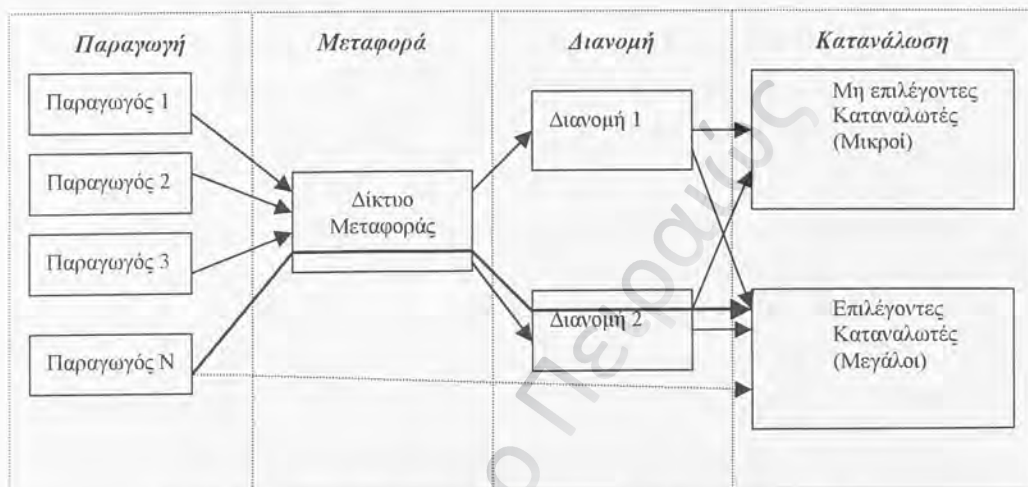 Παραγωγή
Μεταφορά
Διανομή
Κατανάλωση
Παραγωγός 1
Παραγωγός 2
Παραγωγός 3
Παραγωγός Ν
Δίκτυο
Μεταφοράς
Διανομή 1
Διανομή 2
Μη επιλέγοντες
Καταναλωτές
(Μικροί)
Επιλέγοντες
Καταναλωτές
(Μεγάλοι)
ο Πειραιώς